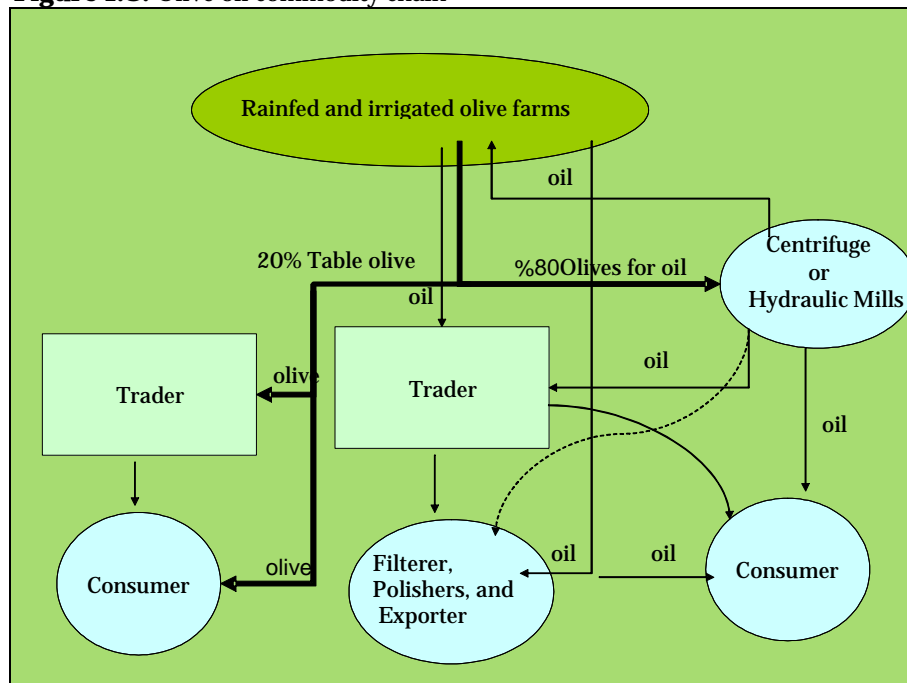 Figure 2.3. Olive oil commodity chain
Rainfed and irrigated olive farms
oil
Centrifuge
or
Hydraulic Mills
20% Table olive
%80Olives for oil
oil
Trader
olive
Trader
oil
oil
Consumer
olive
Filterer,
Polishers, and
Exporter
oil
oil
Consumer